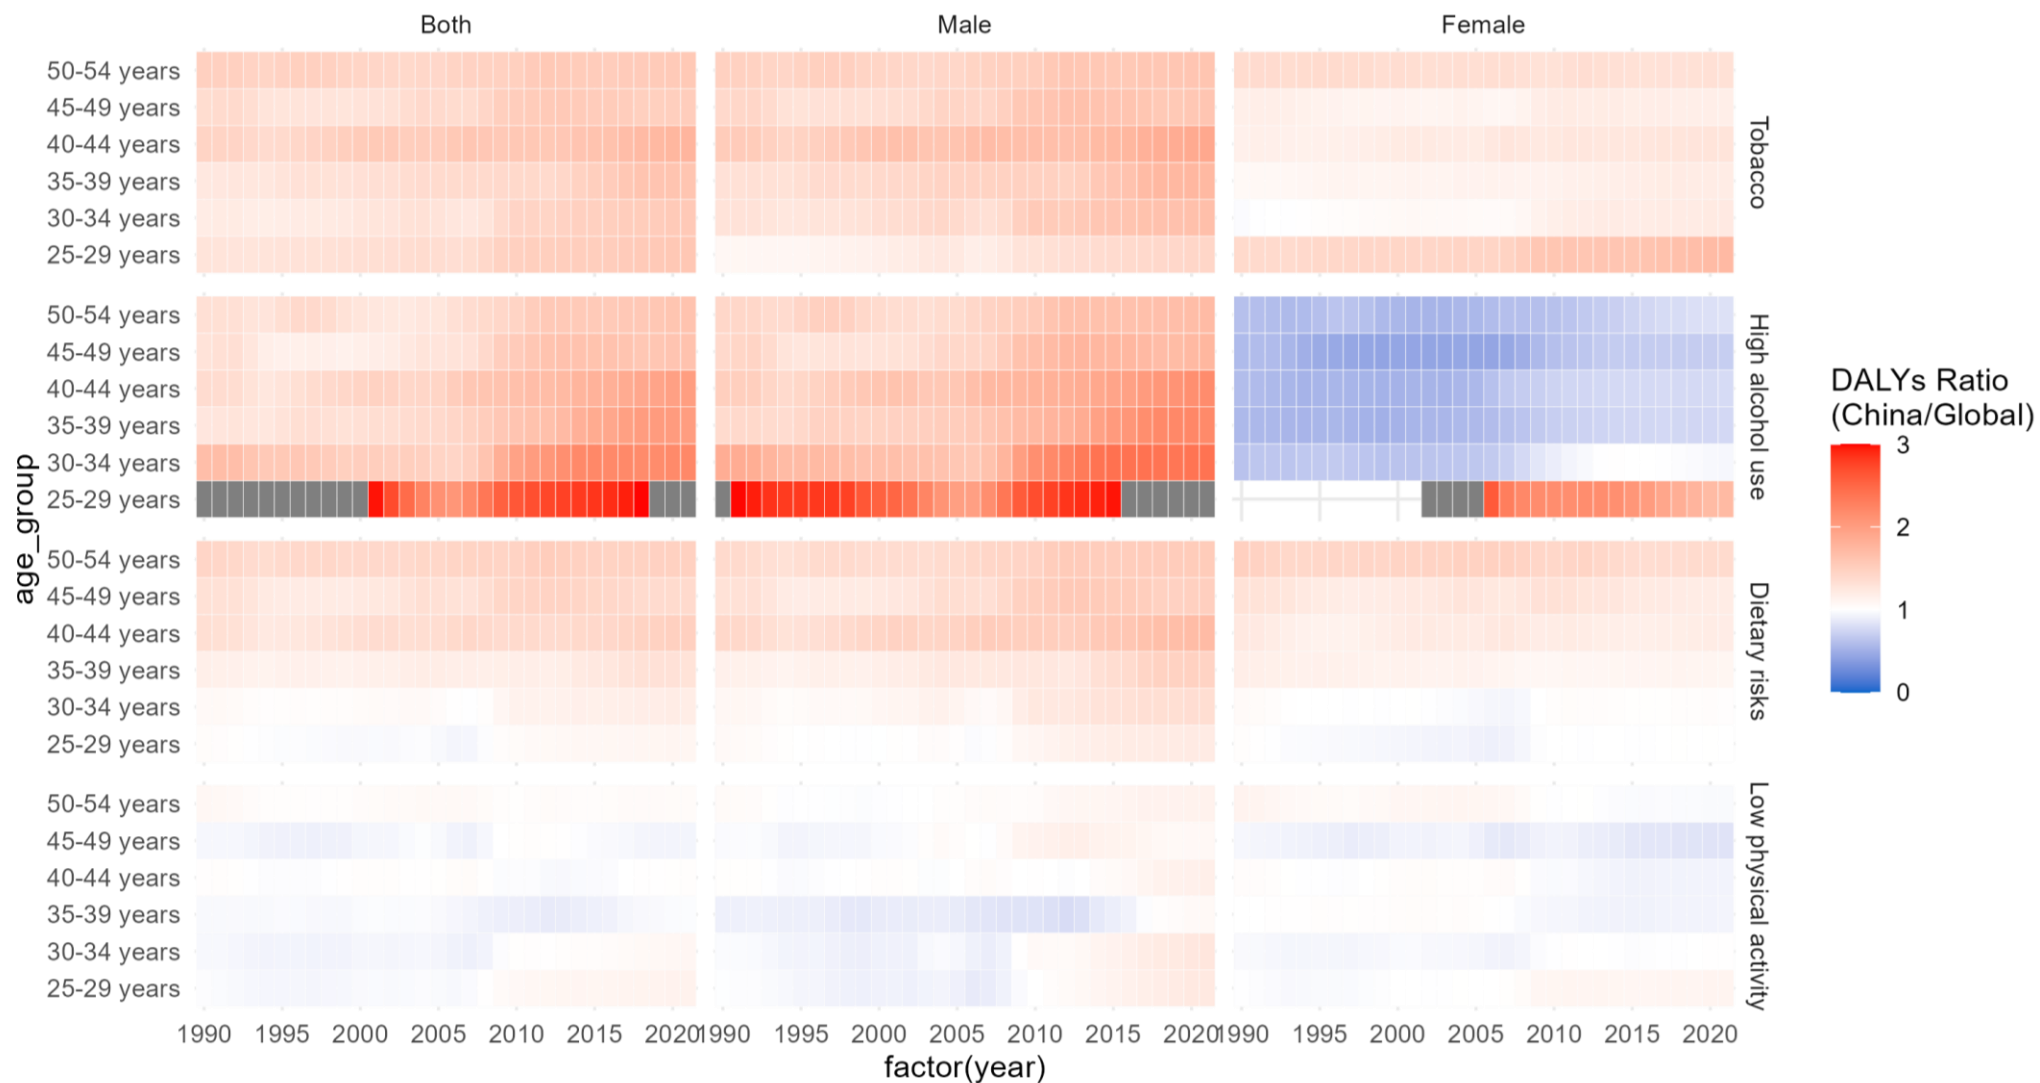 Both Male Female
50-54 years
45-49 years
40-44 years
35-39 years
30-34 years
25-29 years
Tobacco
50-54 years
45-49 years
40-44 years
35-39 years
30-34 years
25-29 years
High alcohol use
50-54 years
45-49 years
40-44 years
35-39 years
30-34 years
25-29 years
Dietary risks
50-54 years
45-49 years
40-44 years
35-39 years
30-34 years
25-29 years
Low physical activity
age_group
1990 1995 2000 2005 2010 2015 2020 1990 1995 2000 2005 2010 2015 2020 1990 1995 2000 2005 2010 2015 2020
factor(year)
DALYs Ratio
(China/Global)
3
2
1
0